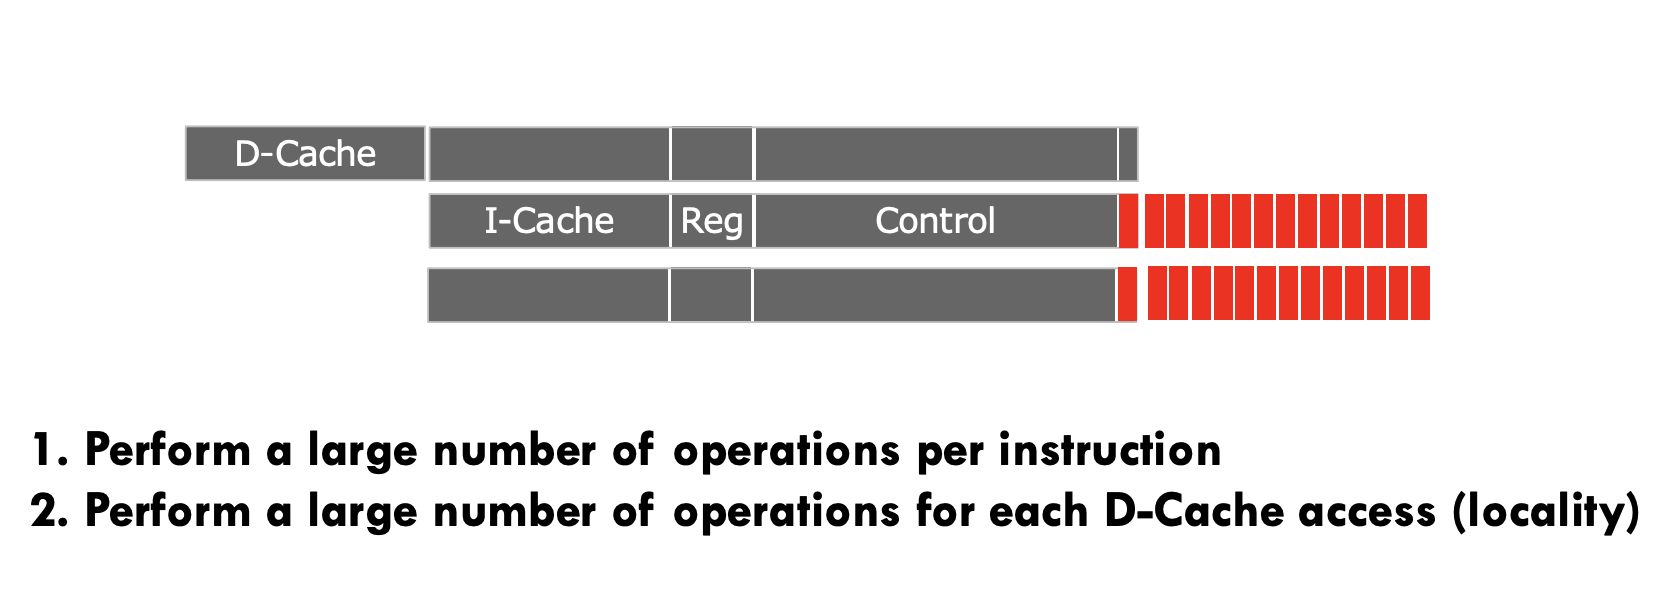 D-Cache
I-Cache Reg Control
1. Perform a large number of operations per instruction
2. Perform a large number of operations for each D-Cache access (locality)